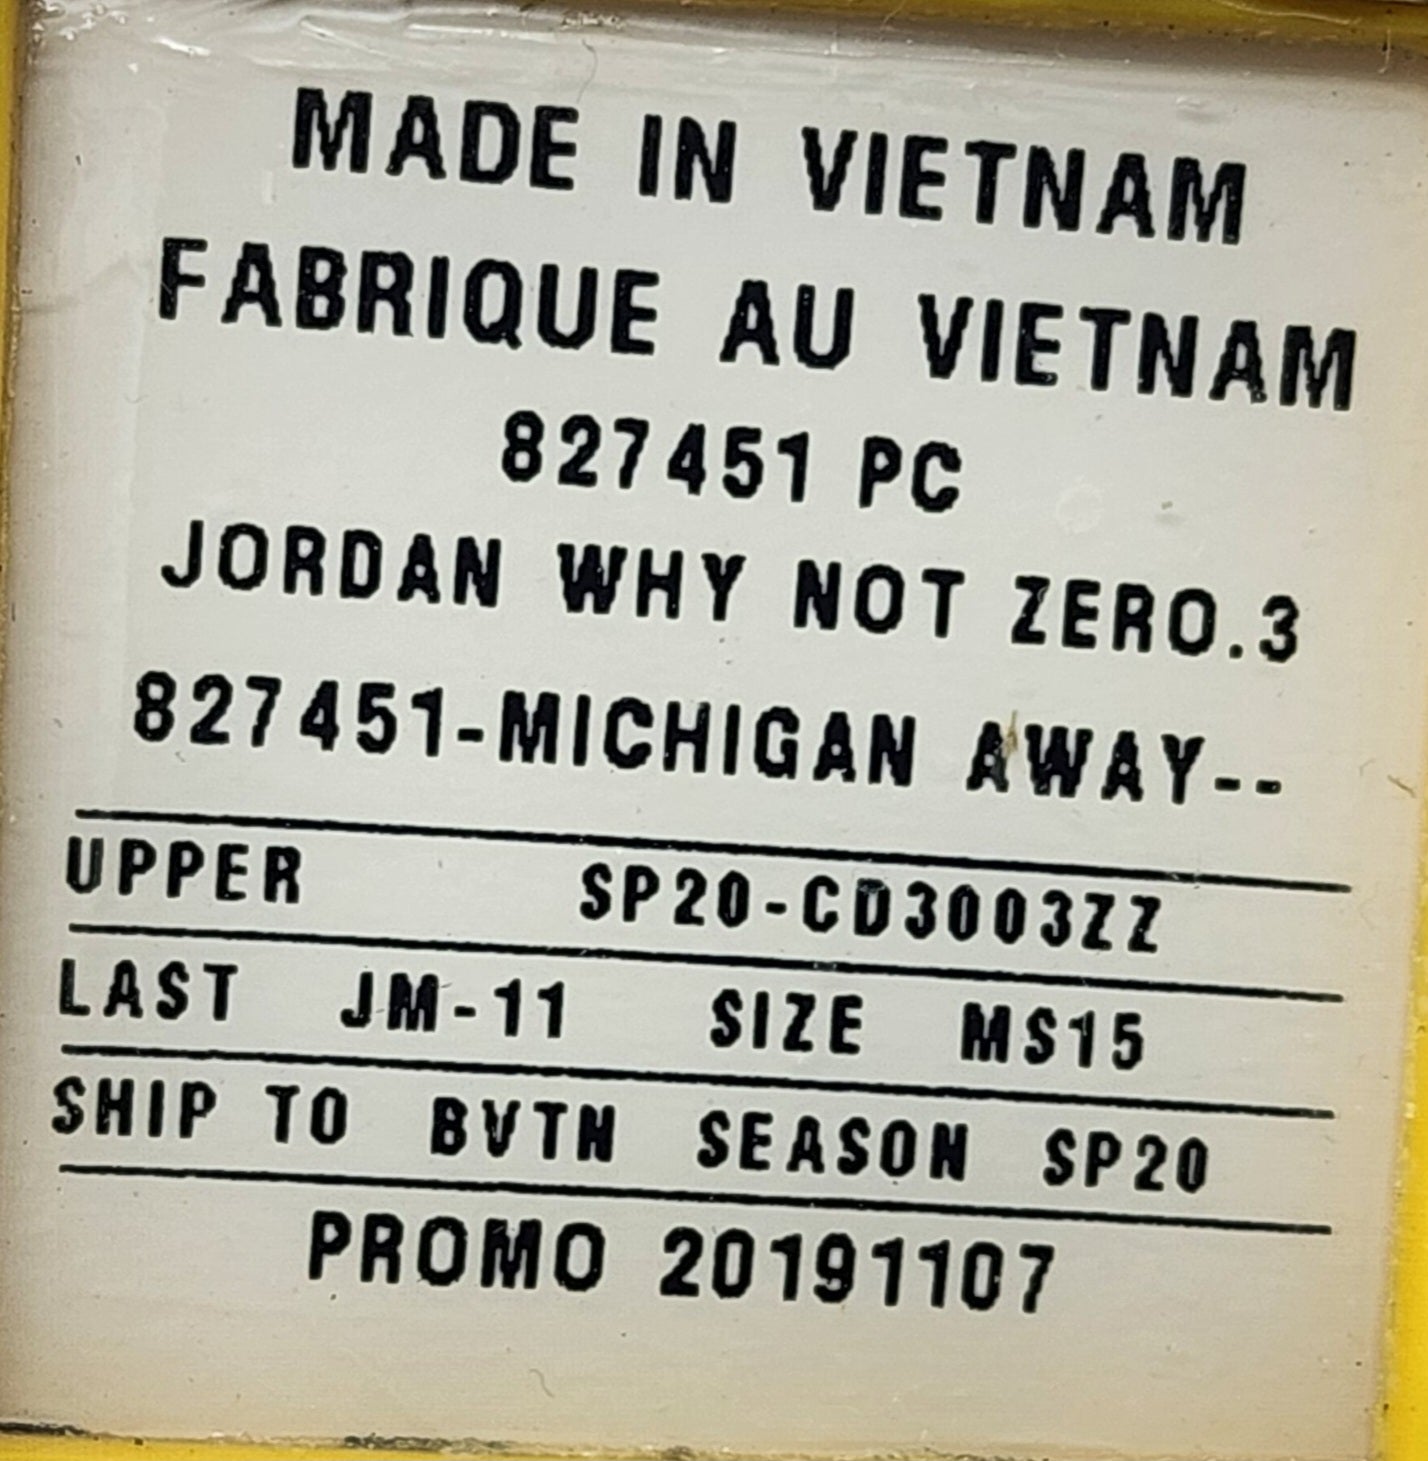 MADE IN VIETNAM
FABRIQUE AU VIETNAM
827451 PC
JORDAN WHY NOT ZERO.3
827451-MICHIGAN AWAY--
UPPER SP20-CD3003ZZ
LAST JM-11 SIZE MS15
SHIP TO BVTN SEASON SP20
PROMO 20191107